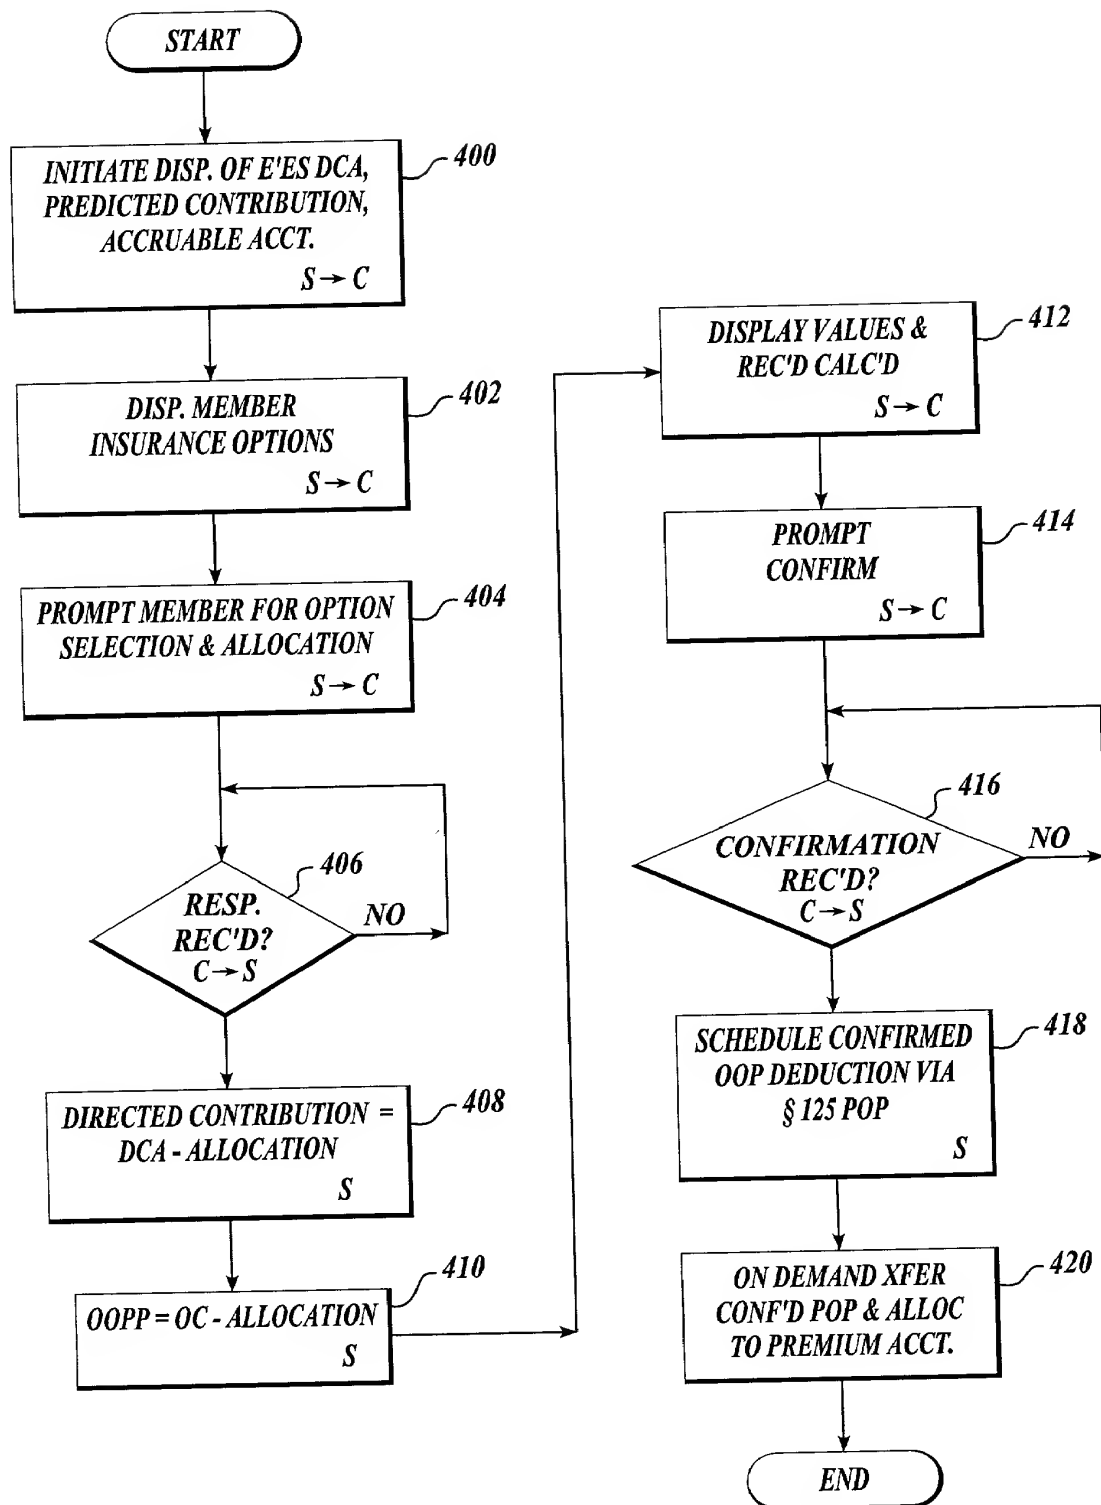 START
400
INITIATE DISP. OF E'ES DCA,
PREDICTED CONTRIBUTION,
ACCRUABLE ACCT.
S → C
402
DISP. MEMBER
INSURANCE OPTIONS
S → C
404
PROMPT MEMBER FOR OPTION
SELECTION & ALLOCATION
S → C
406
RESP.
REC'D?
C → S
NO
408
DIRECTED CONTRIBUTION =
DCA - ALLOCATION
S
410
OOPP = OC - ALLOCATION
S
412
DISPLAY VALUES &
REC'D CALC'D
S → C
414
PROMPT
CONFIRM
S → C
416
CONFIRMATION
REC'D?
C → S
NO
418
SCHEDULE CONFIRMED
OOP DEDUCTION VIA
§ 125 POP
S
420
ON DEMAND XFER
CONF'D POP & ALLOC
TO PREMIUM ACCT.
END